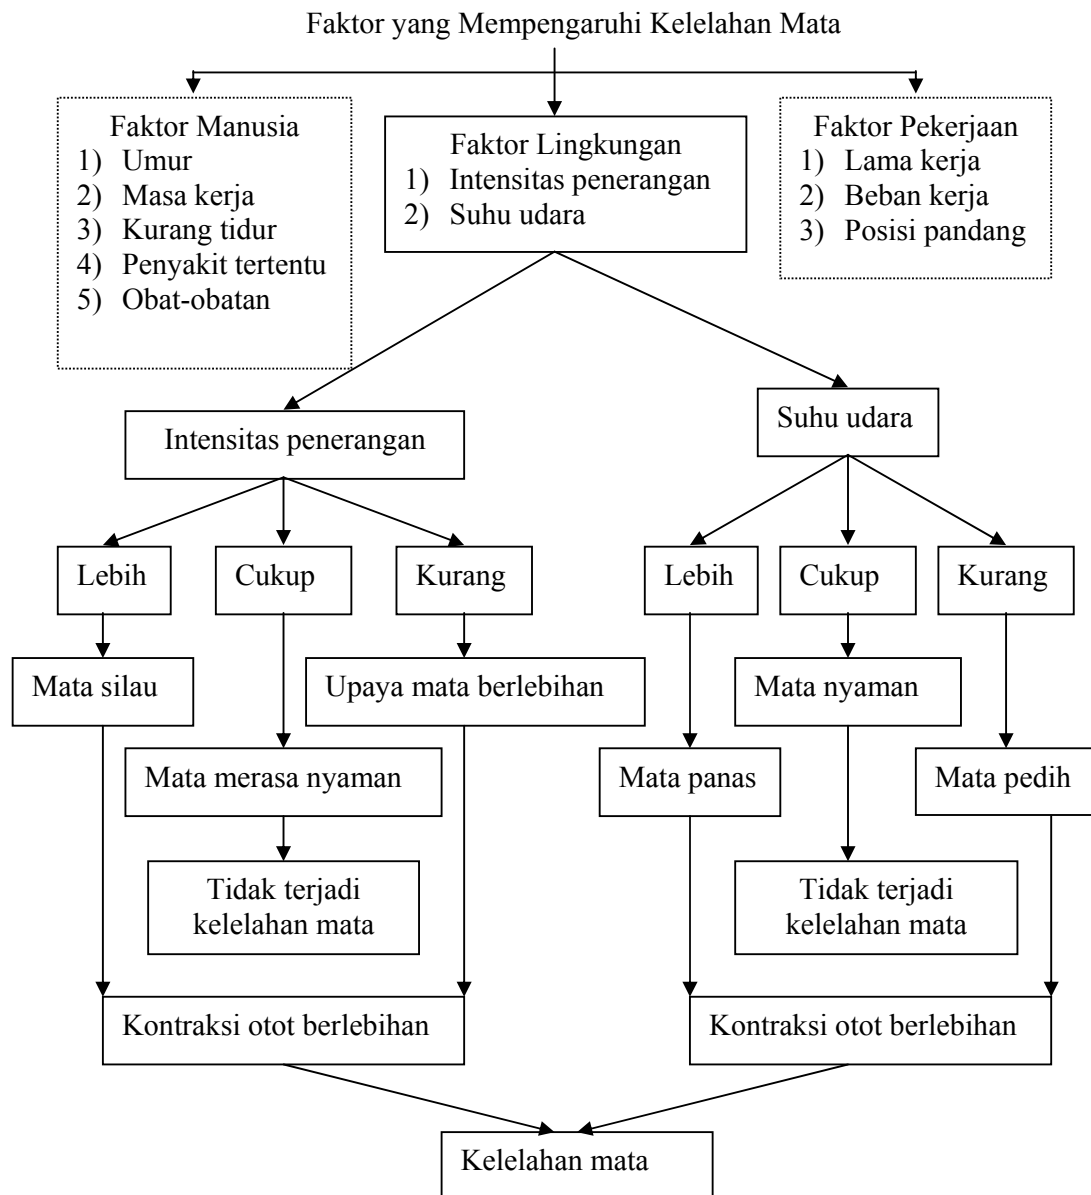 Faktor yang Mempengaruhi Kelelahan Mata
Faktor Manusia
1) Umur
2) Masa kerja
3) Kurang tidur
4) Penyakit tertentu
5) Obat-obatan
Faktor Lingkungan
1) Intensitas penerangan
2) Suhu udara
Faktor Pekerjaan
1) Lama kerja
2) Beban kerja
3) Posisi pandang
Intensitas penerangan
Suhu udara
Lebih
Cukup
Kurang
Lebih
Cukup
Kurang
Mata silau
Upaya mata berlebihan
Mata nyaman
Mata merasa nyaman
Mata panas
Mata pedih
Tidak terjadi
kelelahan mata
Tidak terjadi
kelelahan mata
Kontraksi otot berlebihan
Kontraksi otot berlebihan
Kelelahan mata